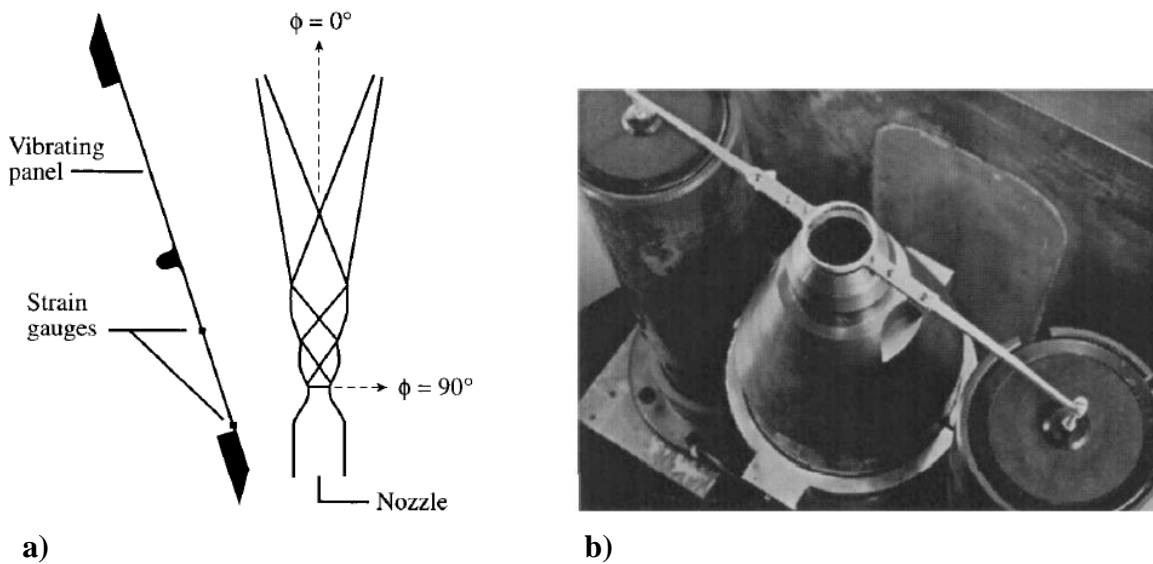 ϕ = 0°
Vibrating
panel
Strain
gauges
ϕ = 90°
Nozzle
a)
b)